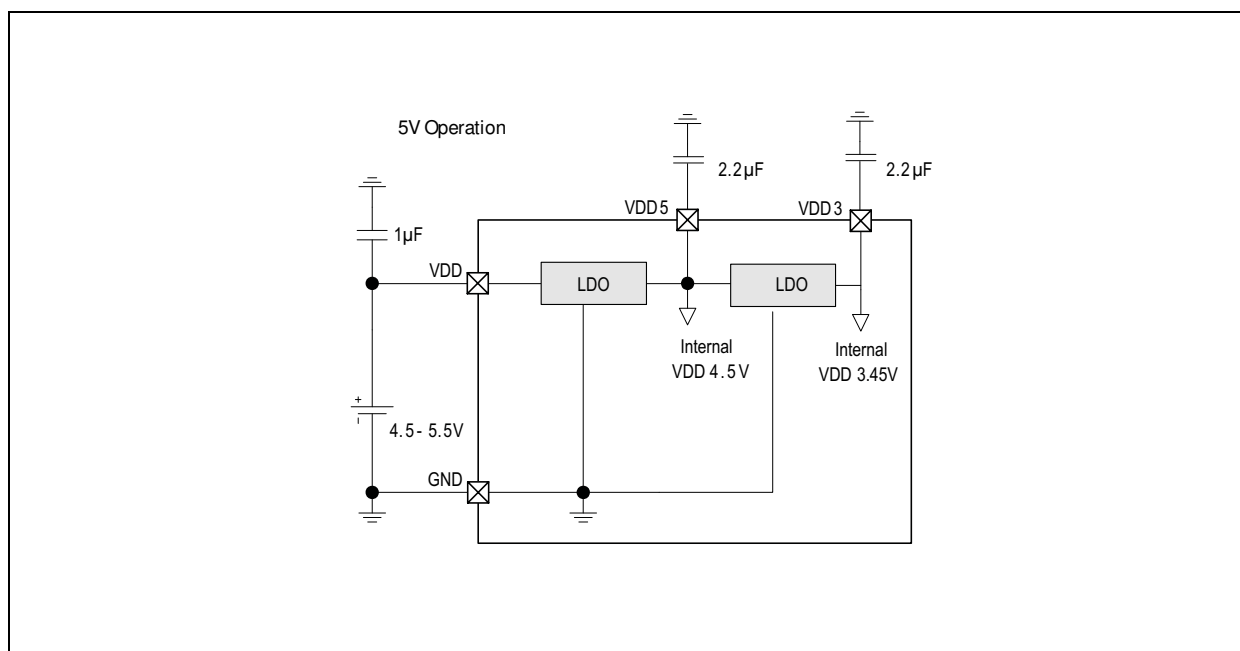 5V Operation
2.2µF
2.2µF
VDD5
VDD3
1µF
VDD
LDO
LDO
Internal
VDD 4.5V
Internal
VDD 3.45V
+
-
4.5 - 5.5V
GND